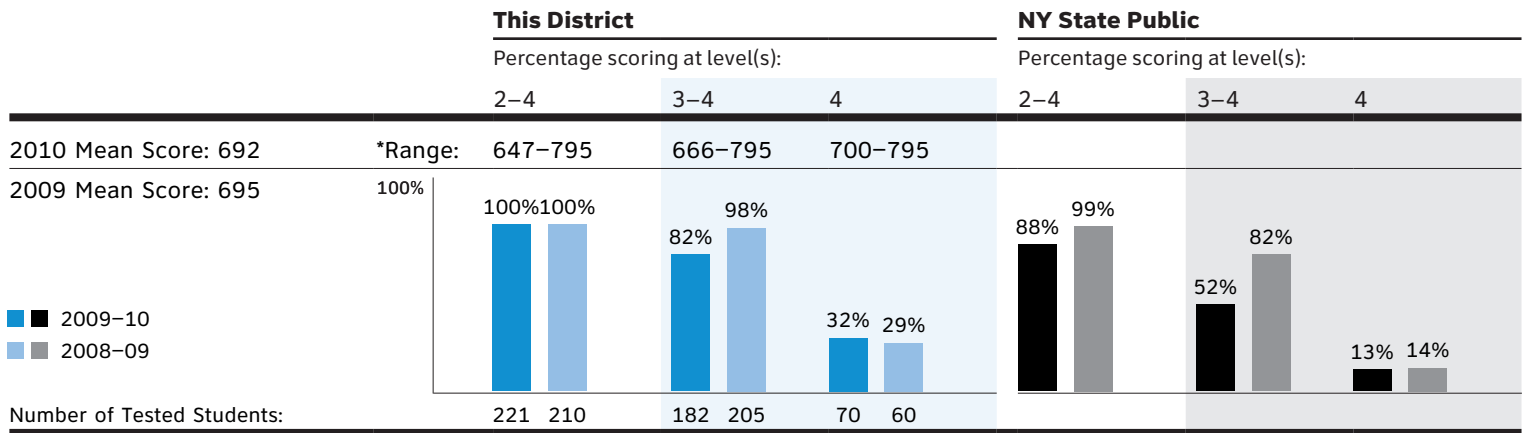 This District NY State Public
Percentage scoring at level(s): Percentage scoring at level(s):
2–4 3–4 4 2–4 3–4 4
2010 Mean Score: 692 *Range: 647–795 666–795 700–795
2009 Mean Score: 695 100%
100% 100% 82% 98% 32% 29% 88% 99% 52% 82% 13% 14%
2009–10
2008–09
Number of Tested Students: 221 210 182 205 70 60